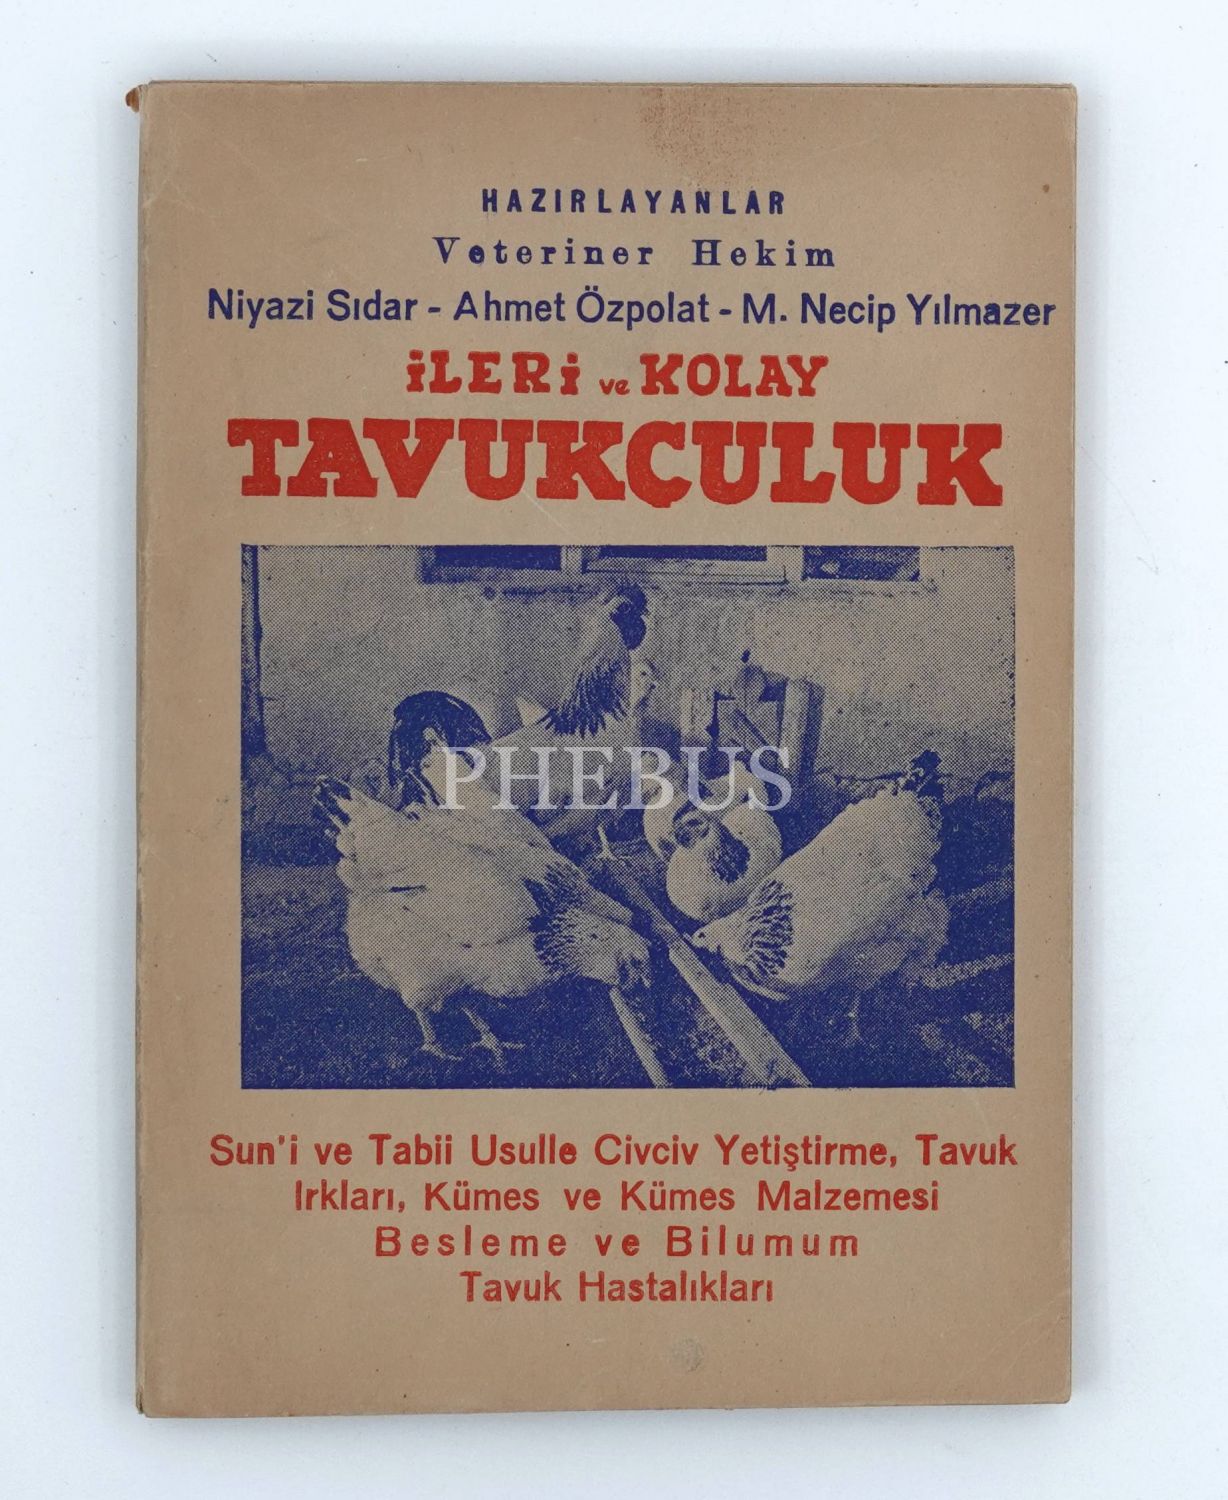 HAZIRLAYANLAR
Veteriner Hekim
Niyazi Sıdar - Ahmet Özpolat - M. Necip Yılmazer
İLERİ ve KOLAY
TAVUKÇULUK
PHEBUS
Sun'i ve Tabii Usulle Civciv Yetiştirme, Tavuk
Irkları, Kümes ve Kümes Malzemesi
Besleme ve Bilumum
Tavuk Hastalıkları